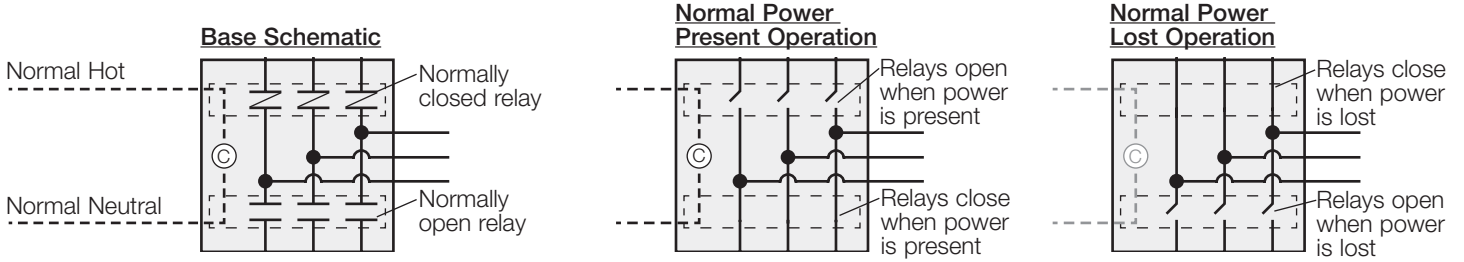 Base Schematic
Normal Hot
Normally
closed relay
C
Normal Neutral
Normally
open relay
Normal Power
Present Operation
Relays open
when power
is present
C
Relays close
when power
is present
Normal Power
Lost Operation
Relays close
when power
is lost
C
Relays open
when power
is lost